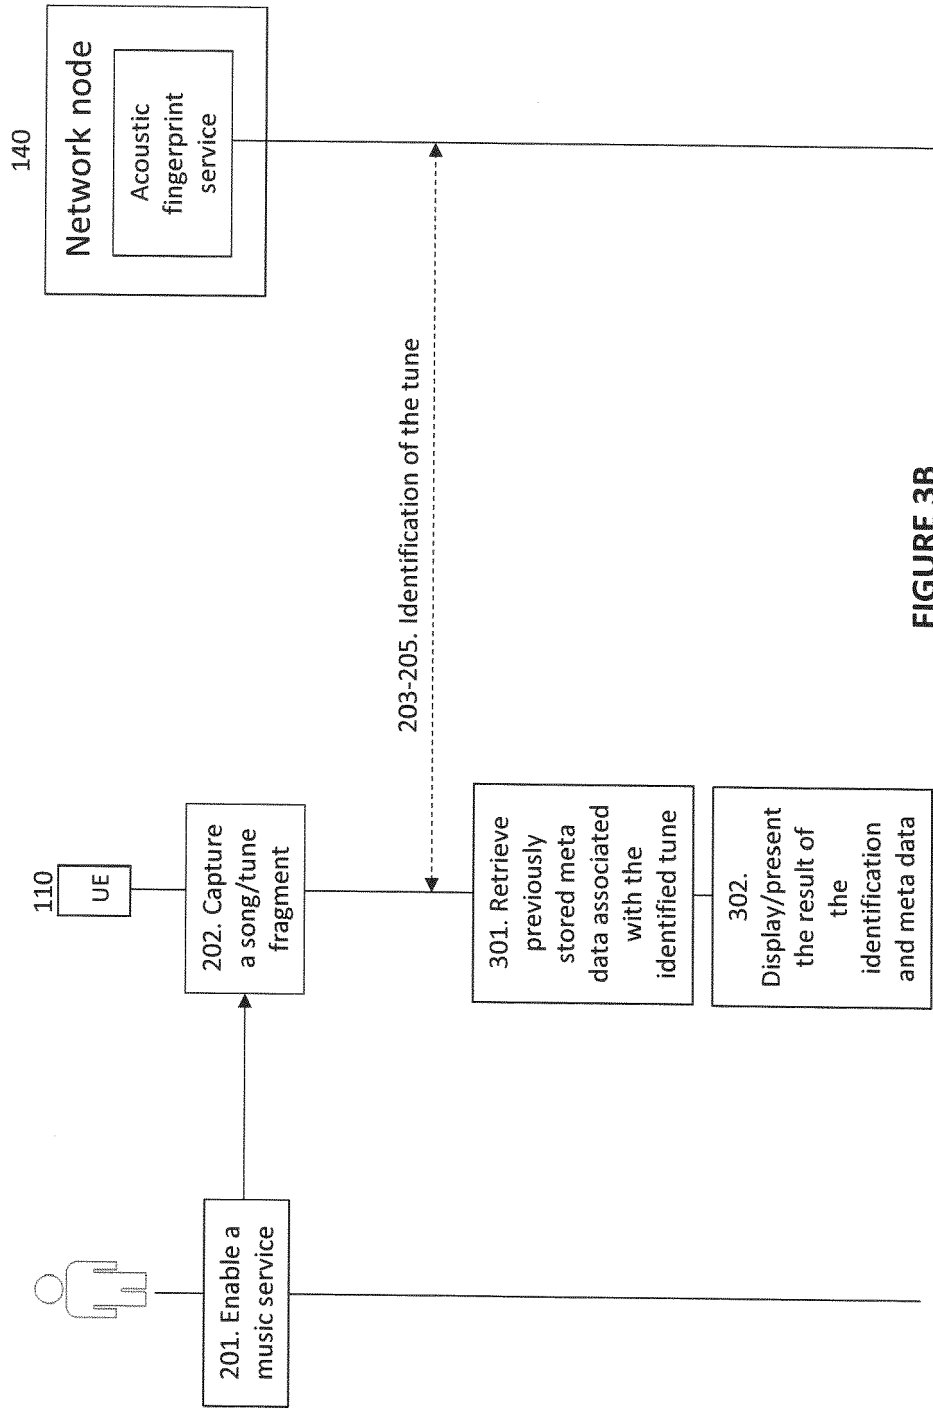 140
Network node
Acoustic
fingerprint
service
110
UE
201. Enable a
music service
202. Capture
a song/tune
fragment
203-205. Identification of the tune
301. Retrieve
previously
stored meta
data associated
with the
identified tune
302.
Display/present
the result of
the
identification
and meta data
FIGURE 3B